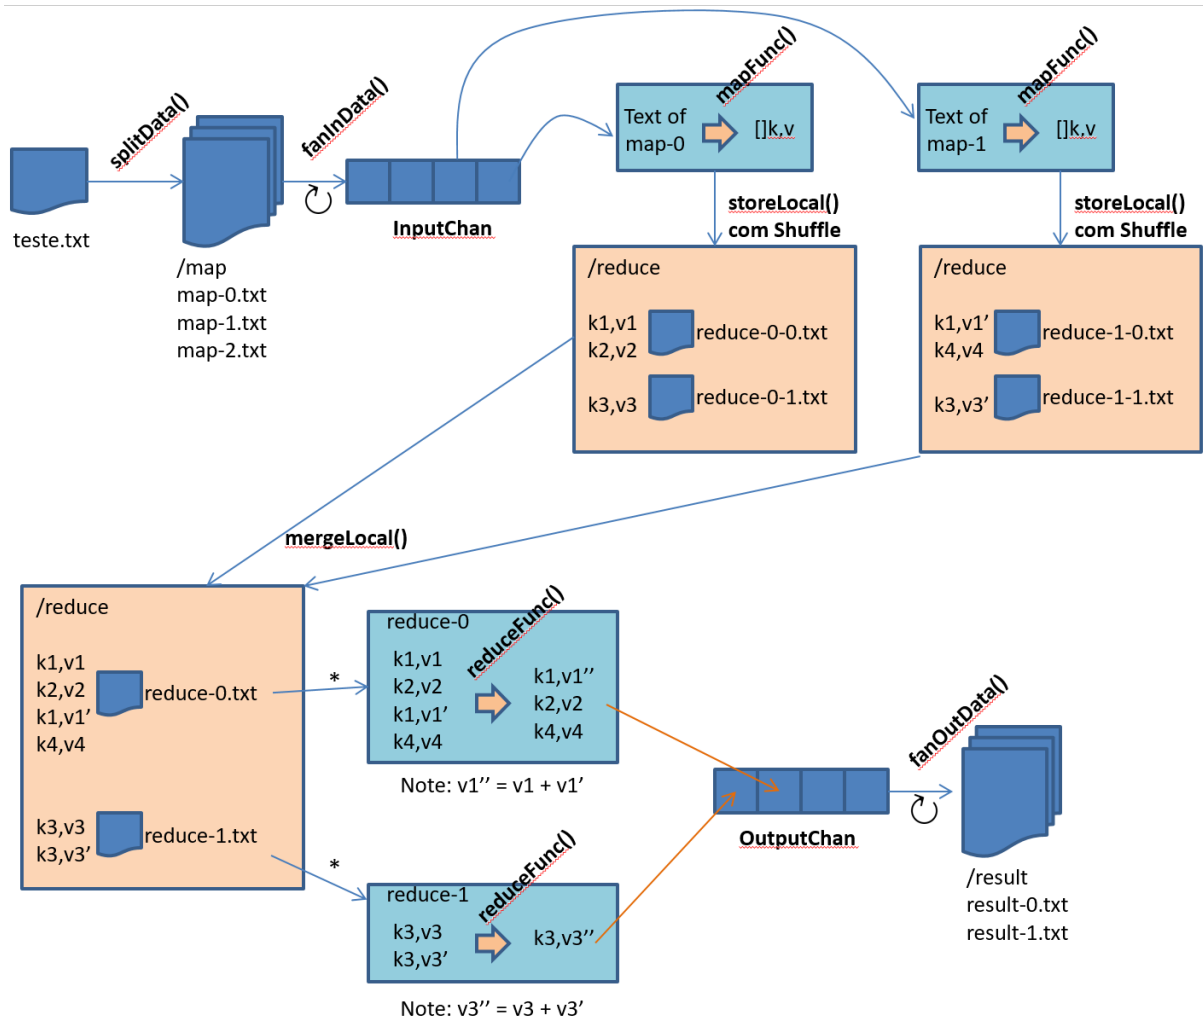 splitData()
teste.txt
/map
map-0.txt
map-1.txt
map-2.txt
fanInData()
InputChan
mapFunc()
Text of
map-0
[]k,v
mapFunc()
Text of
map-1
[]k,v
storeLocal()
com Shuffle
storeLocal()
com Shuffle
/reduce
k1,v1
k2,v2
reduce-0-0.txt
k3,v3
reduce-0-1.txt
/reduce
k1,v1’
k4,v4
reduce-1-0.txt
k3,v3’
reduce-1-1.txt
mergeLocal()
/reduce
k1,v1
k2,v2
k1,v1’
k4,v4
reduce-0.txt
k3,v3
k3,v3’
reduce-1.txt
*
*
reduce-0
reduceFunc()
k1,v1
k2,v2
k1,v1’
k4,v4
k1,v1’’
k2,v2
k4,v4
Note: v1’’ = v1 + v1’
reduce-1
reduceFunc()
k3,v3
k3,v3’
k3,v3’’
Note: v3’’ = v3 + v3’
OutputChan
fanOutData()
/result
result-0.txt
result-1.txt